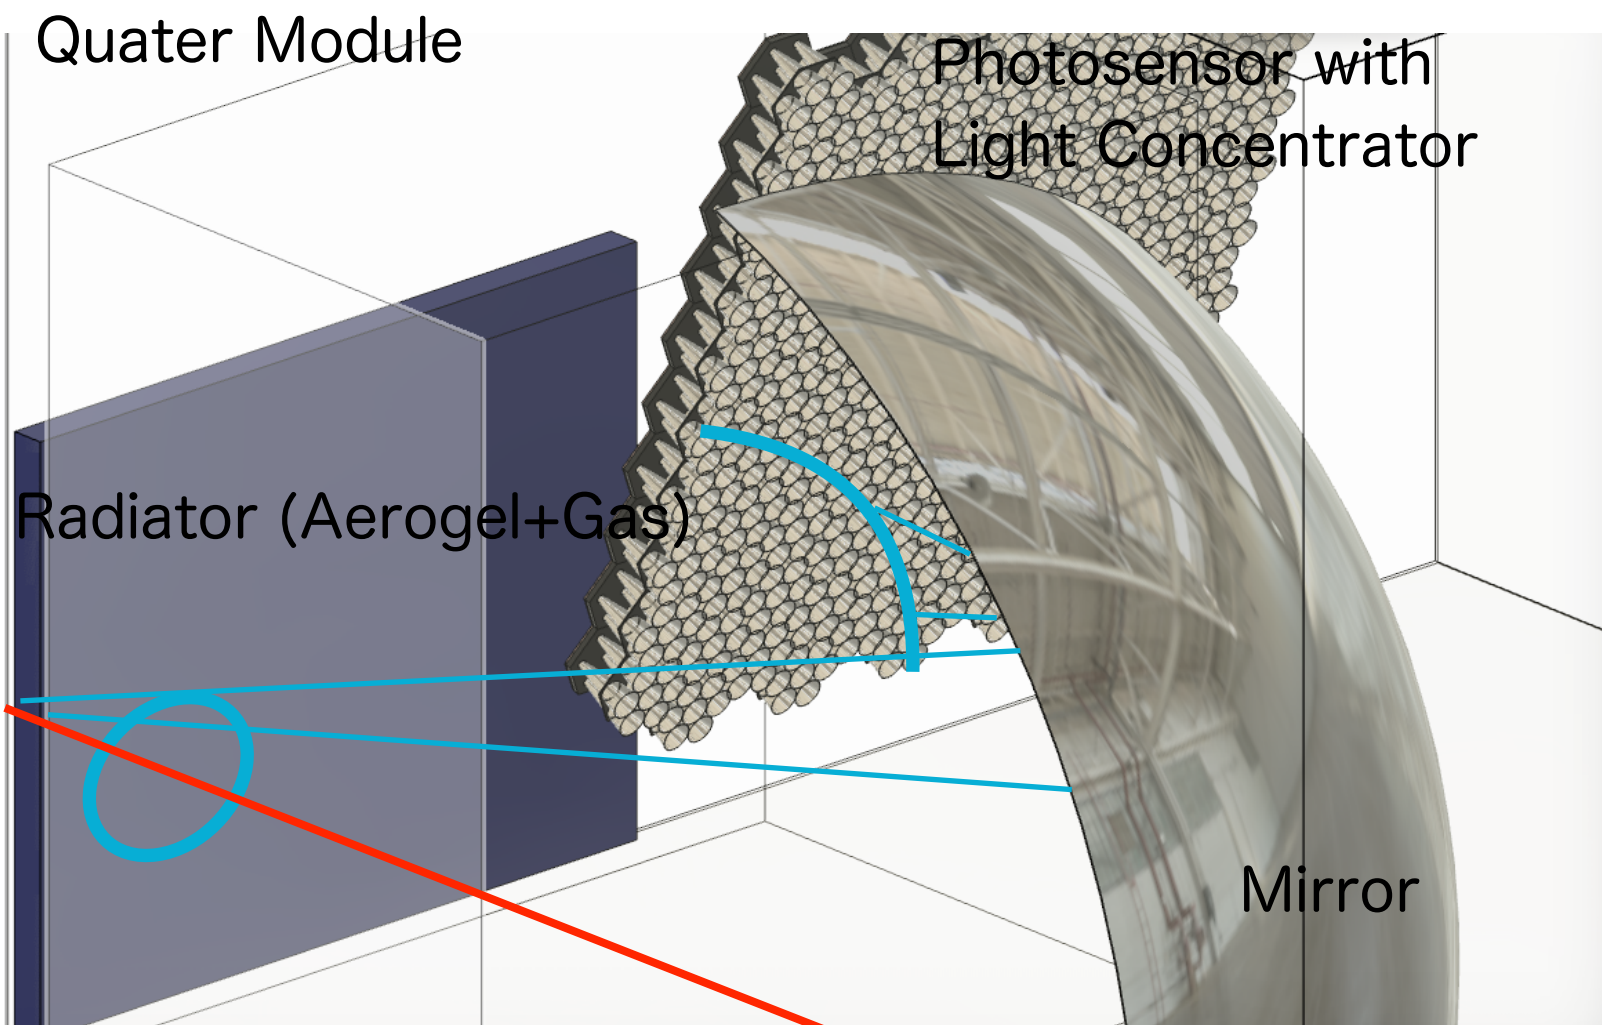 Quater Module
Photosensor with
Light Concentrator
Radiator (Aerogel+Gas)
Mirror